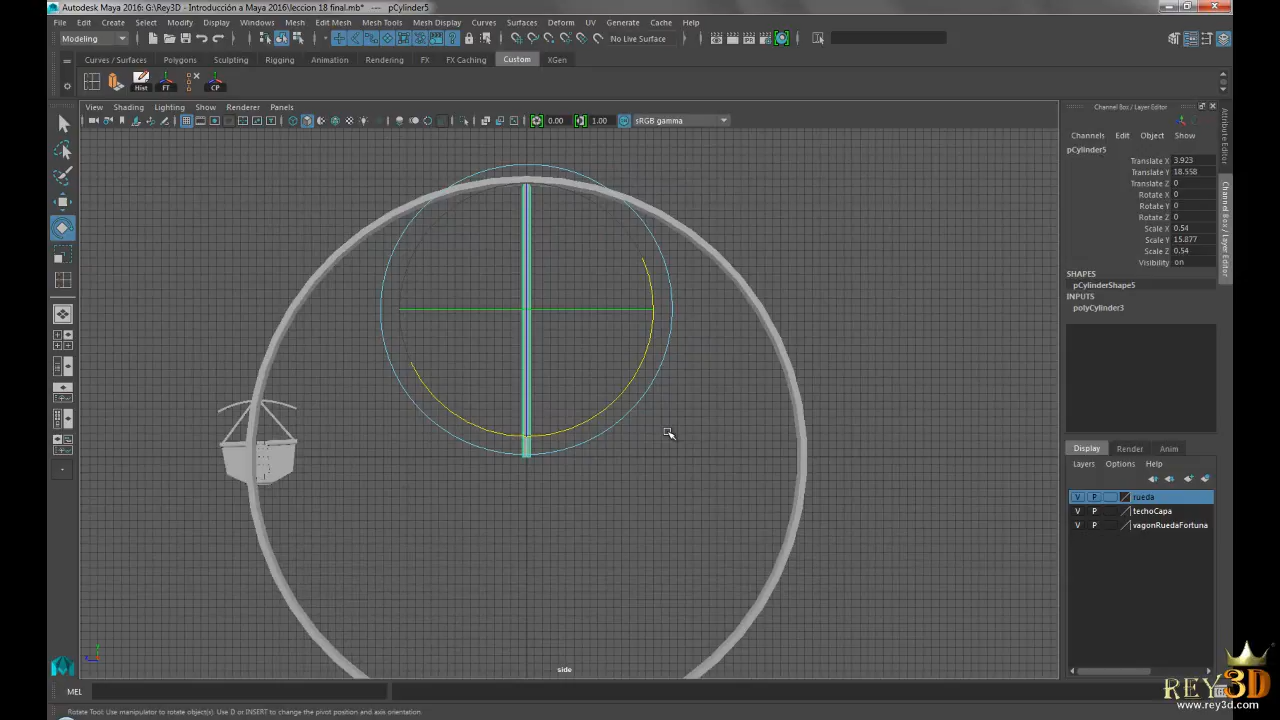 Autodesk Maya 2016: G:\Rey3D - Introducción a Maya 2016\leccion 18 final.mb* --- pCylinder5
File Edit Create Select Modify Display Windows Mesh Edit Mesh Mesh Tools Mesh Display Curves Surfaces Deform UV Generate Cache Help
Modeling No Live Surface
Curves / Surfaces Polygons Sculpting Rigging Animation Rendering FX FX Caching Custom XGen
Hist FT CP
View Shading Lighting Show Renderer Panels
0.00 1.00 sRGB gamma
Channel Box / Layer Editor
Channels Edit Object Show
pCylinder5
Translate X 3.923
Translate Y 18.558
Translate Z 0
Rotate X 0
Rotate Y 0
Rotate Z 0
Scale X 0.54
Scale Y 15.877
Scale Z 0.54
Visibility on
SHAPES
pCylinderShape5
INPUTS
polyCylinder3
Attribute Editor
Channel Box / Layer Editor
Display Render Anim
Layers Options Help
V P rueda
V P techoCapa
V P vagonRuedaFortuna
side
MEL
Rotate Tool: Use manipulator to rotate object(s). Use D or INSERT to change the pivot position and axis orientation.
REY3D
www.rey3d.com